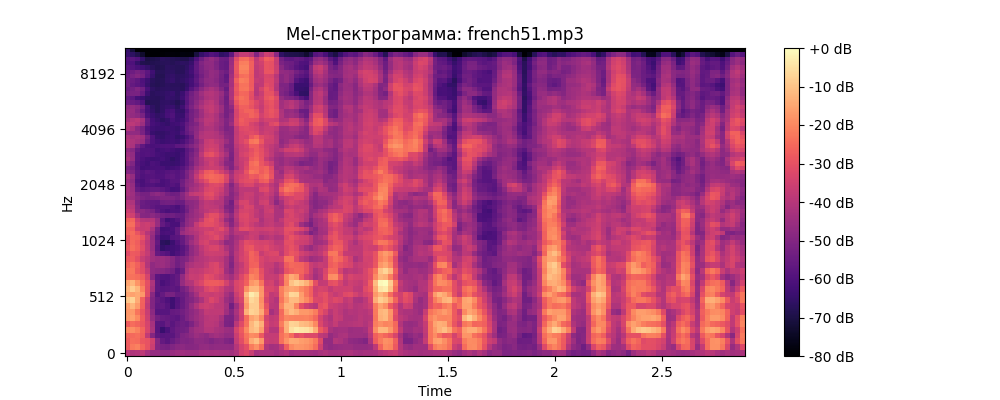 Mel-спектрограмма: french51.mp3
Hz
8192
4096
2048
1024
512
0
0
0.5
1
1.5
2
2.5
Time
+0 dB
-10 dB
-20 dB
-30 dB
-40 dB
-50 dB
-60 dB
-70 dB
-80 dB